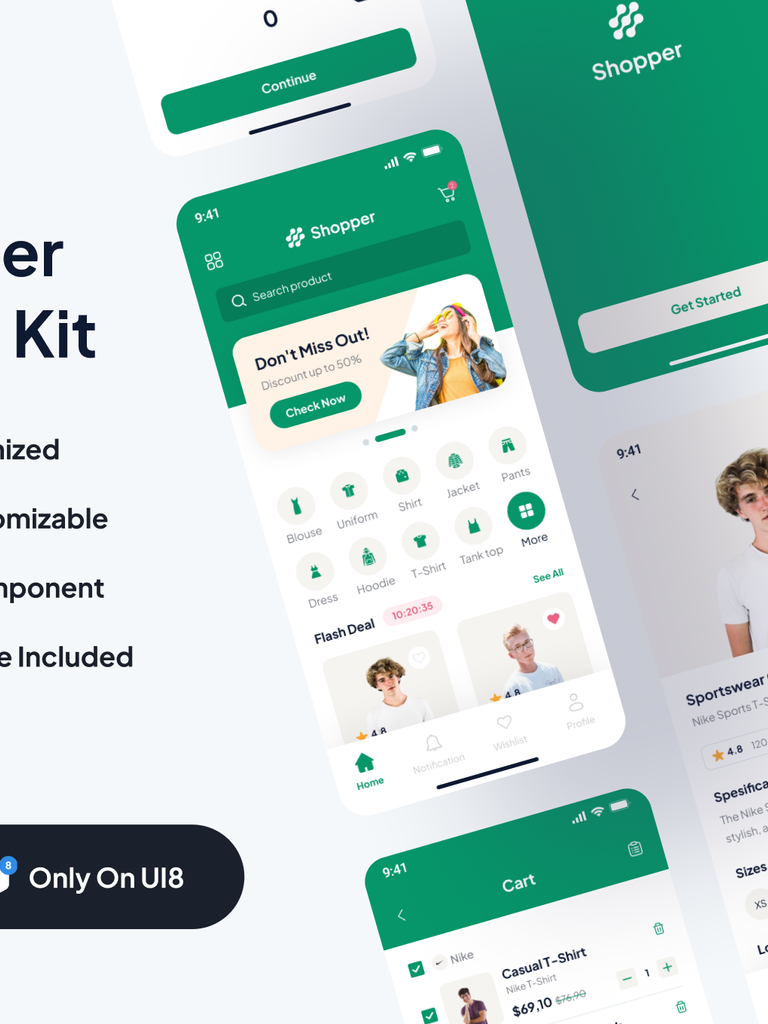 0
Continue
Shopper
Get Started
er
Kit
nized
omizable
mponent
e Included
8
Only On UI8
9:41
2
Shopper
Search product
Don't Miss Out!
Discount up to 50%
Check Now
Blouse
Uniform
Shirt
Jacket
Pants
Dress
Hoodie
T-Shirt
Tank top
More
Flash Deal
10:20:35
See All
4.8
4.8
Home
Notification
Wishlist
Profile
9:41
Sportswear
Nike Sports T-S
4.8
120
Spesifica
The Nike S
stylish, a
Sizes
XS
Lo
9:41
Cart
Nike
Casual T-Shirt
Nike T-Shirt
$69,10 $76.90
1